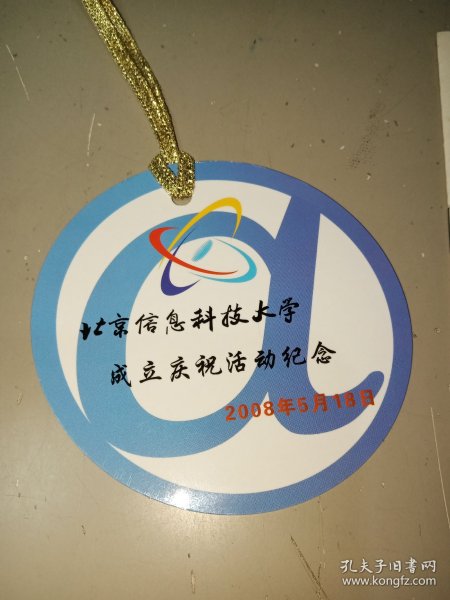 北京信息科技大学
成立庆祝活动纪念
2008年5月18日
孔夫子旧书网
www.kongfz.com